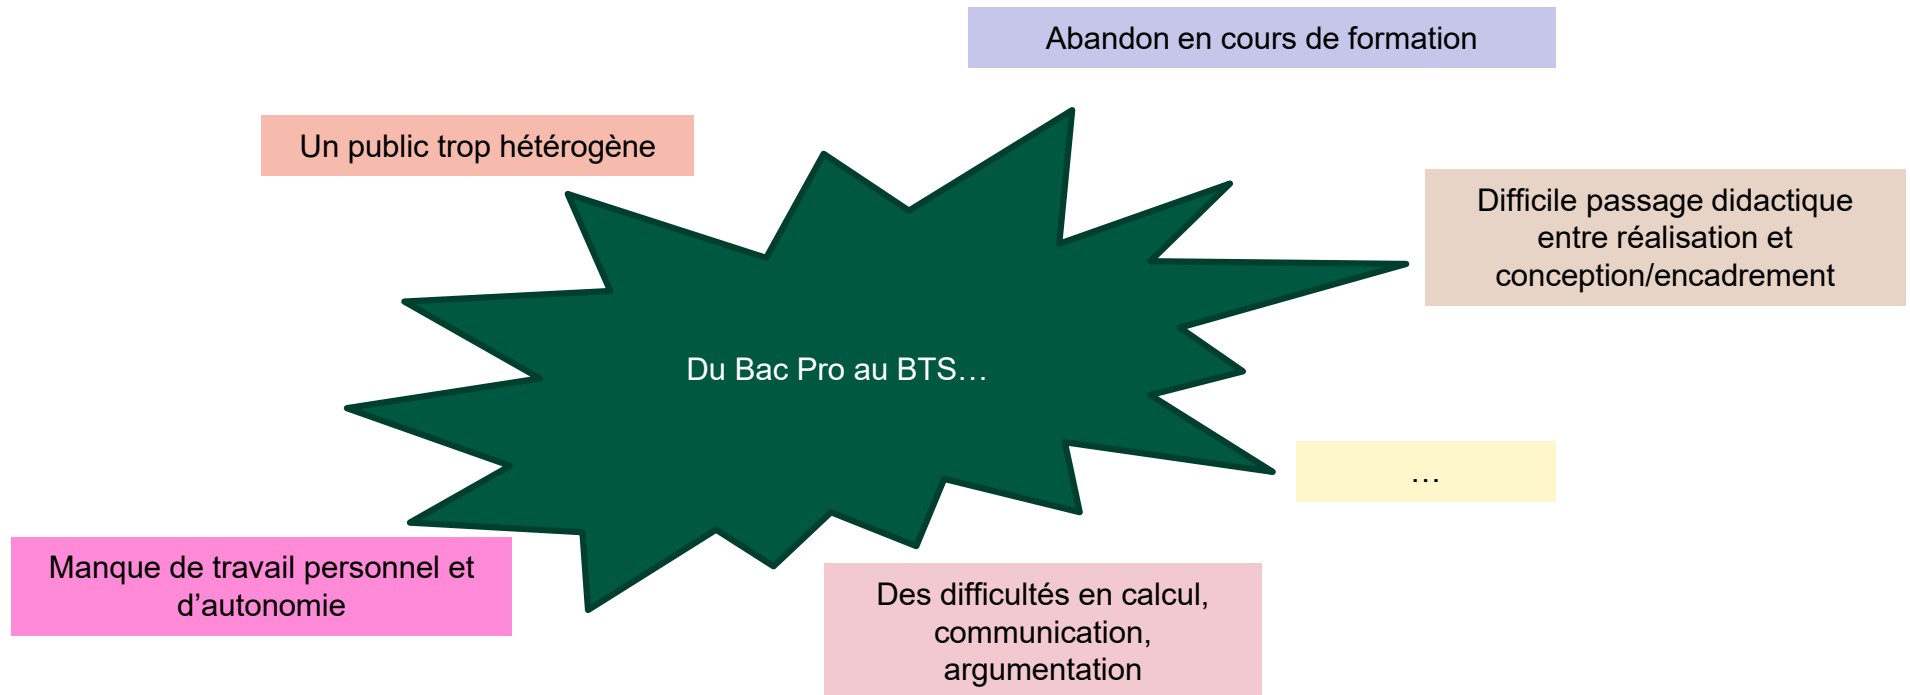 Abandon en cours de formation
Un public trop hétérogène
Difficile passage didactique
entre réalisation et
conception/encadrement
Du Bac Pro au BTS…
…
Manque de travail personnel et
d’autonomie
Des difficultés en calcul,
communication,
argumentation